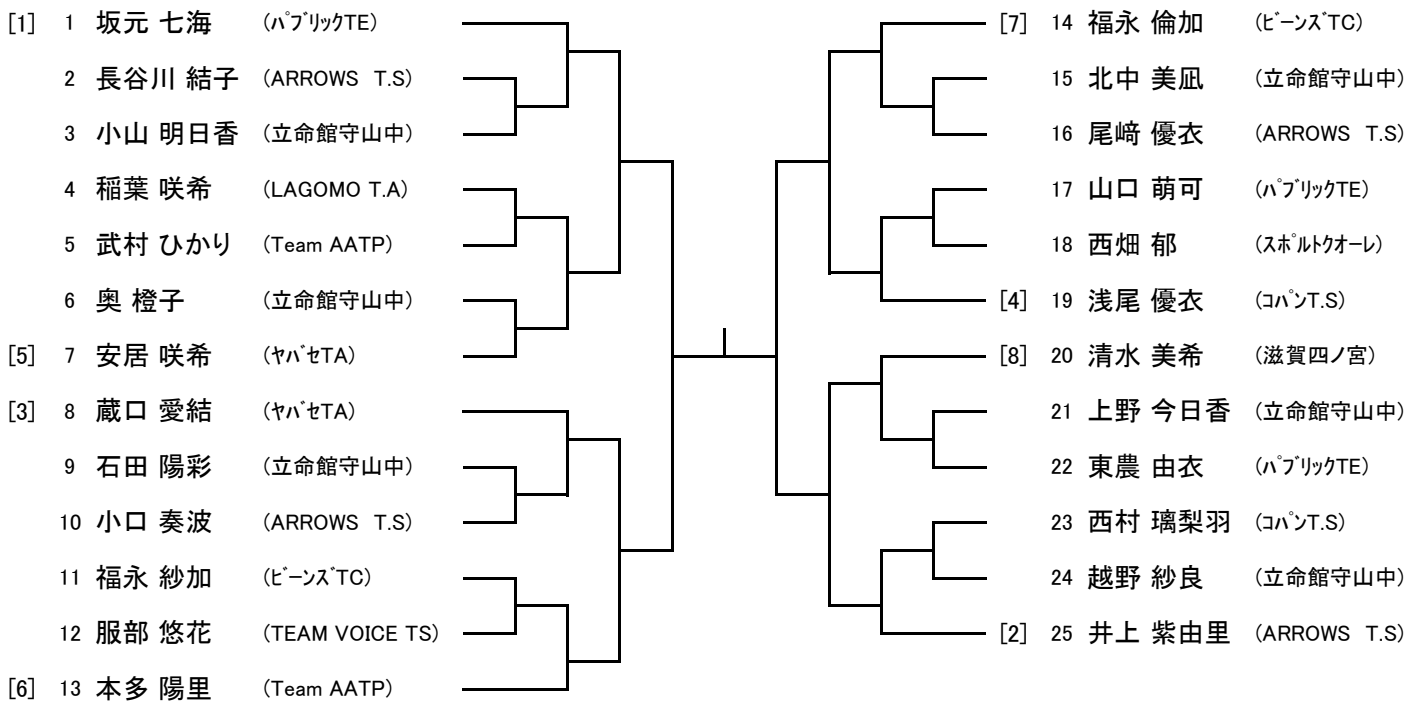 [1] 1 坂元 七海 (ﾊﾟﾌﾞﾘｯｸTE)
2 長谷川 結子 (ARROWS T.S)
3 小山 明日香 (立命館守山中)
4 稲葉 咲希 (LAGOMO T.A)
5 武村 ひかり (Team AATP)
6 奥 橙子 (立命館守山中)
[5] 7 安居 咲希 (ﾔﾊﾞｾTA)
[3] 8 蔵口 愛結 (ﾔﾊﾞｾTA)
9 石田 陽彩 (立命館守山中)
10 小口 奏波 (ARROWS T.S)
11 福永 紗加 (ﾋﾞｰﾝｽﾞTC)
12 服部 悠花 (TEAM VOICE TS)
[6] 13 本多 陽里 (Team AATP)
[7] 14 福永 倫加 (ﾋﾞｰﾝｽﾞTC)
15 北中 美凪 (立命館守山中)
16 尾﨑 優衣 (ARROWS T.S)
17 山口 萌可 (ﾊﾟﾌﾞﾘｯｸTE)
18 西畑 郁 (ｽﾎﾟﾙﾄｸｵｰﾚ)
[4] 19 浅尾 優衣 (ｺﾊﾟﾝT.S)
[8] 20 清水 美希 (滋賀四ノ宮)
21 上野 今日香 (立命館守山中)
22 東農 由衣 (ﾊﾟﾌﾞﾘｯｸTE)
23 西村 璃梨羽 (ｺﾊﾟﾝT.S)
24 越野 紗良 (立命館守山中)
[2] 25 井上 紫由里 (ARROWS T.S)